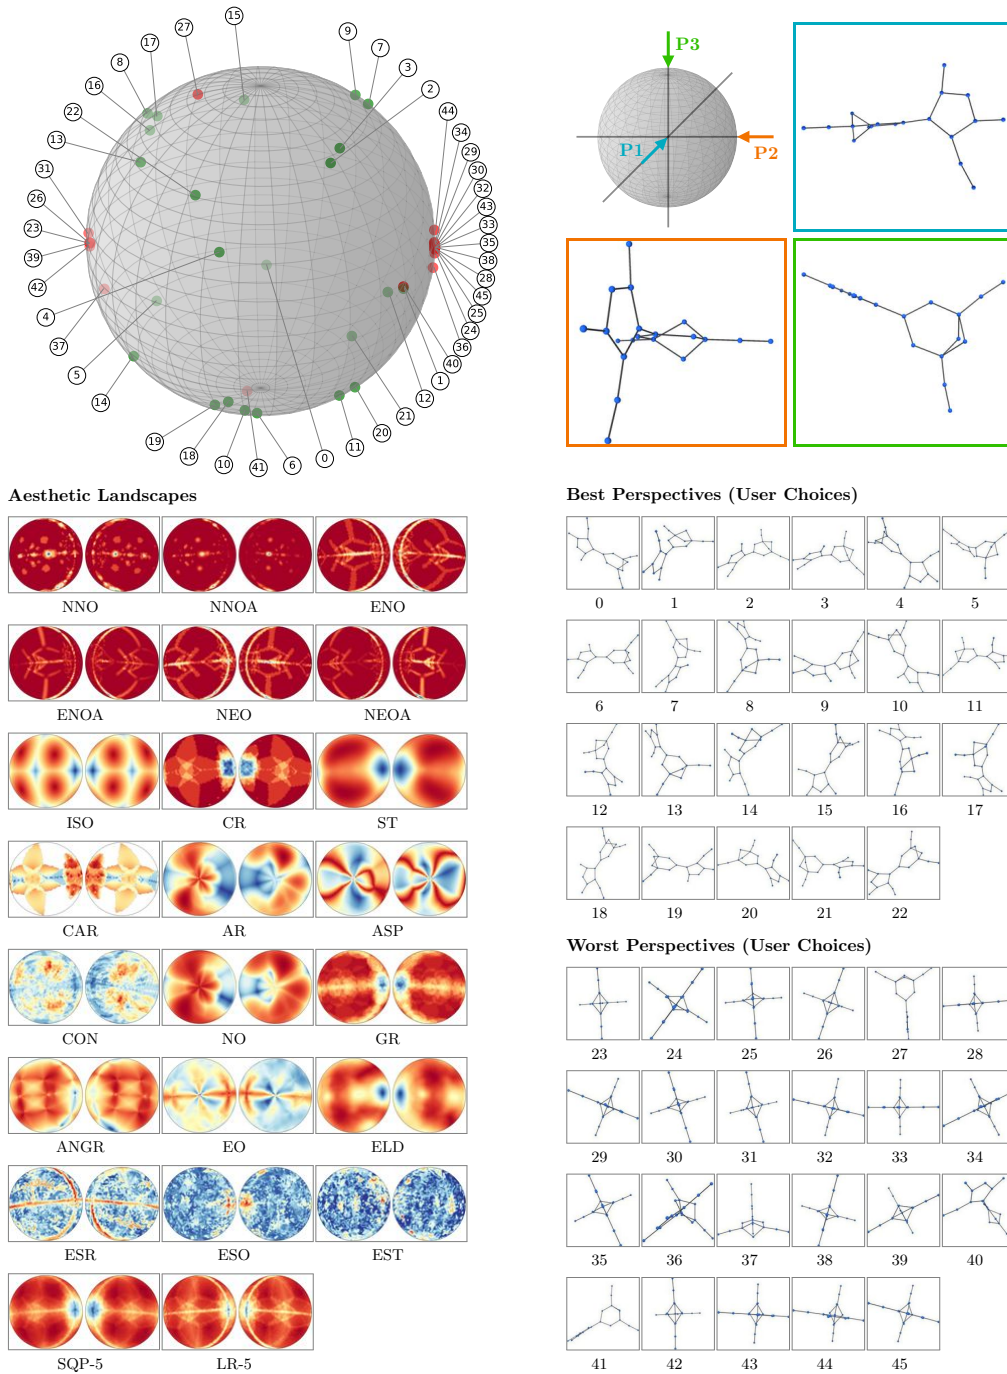 15
27
17
8
16
22
13
31
26
23
39
42
4
37
5
14
19
18
10
41
6
0
11
20
21
12
1
40
36
24
25
45
28
38
35
33
43
32
30
29
34
44
2
3
7
9
P3
P1
P2
Aesthetic Landscapes
NNO NNOA ENO
ENOA NEO NEOA
ISO CR ST
CAR AR ASP
CON NO GR
ANGR EO ELD
ESR ESO EST
SQP-5 LR-5
Best Perspectives (User Choices)
0 1 2 3 4 5
6 7 8 9 10 11
12 13 14 15 16 17
18 19 20 21 22
Worst Perspectives (User Choices)
23 24 25 26 27 28
29 30 31 32 33 34
35 36 37 38 39 40
41 42 43 44 45